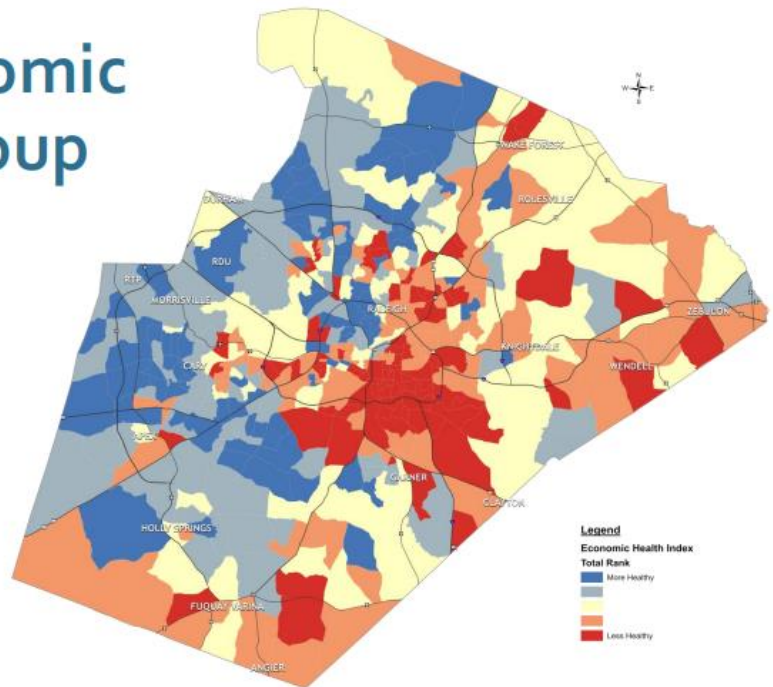 omic
oup
N
W E
S
WAKE FOREST
ROLESVILLE
DURHAM
RDU
RTP
MORRISVILLE
RALEIGH
ZEBULON
KNIGHTDALE
CARY
WENDELL
APEX
GARNER
CLAYTON
HOLLY SPRINGS
FUQUAY VARINA
ANGIER
Legend
Economic Health Index
Total Rank
More Healthy
Less Healthy